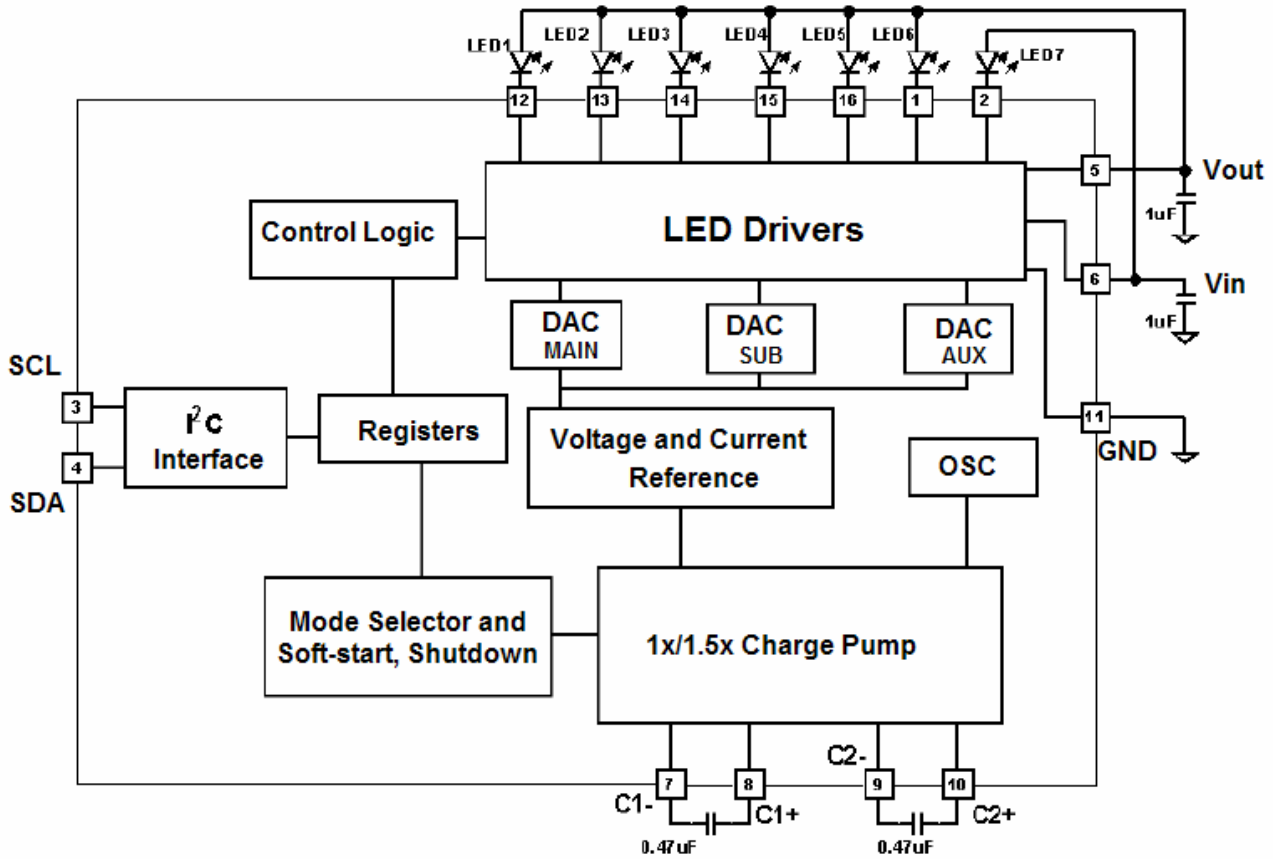 LED1
LED2
LED3
LED4
LED5
LED6
LED7
12
13
14
15
16
1
2
5
Vout
1uF
Control Logic
LED Drivers
6
Vin
1uF
DAC
MAIN
DAC
SUB
DAC
AUX
SCL
3
I²C
Interface
Registers
Voltage and Current
Reference
11
GND
OSC
4
SDA
Mode Selector and
Soft-start, Shutdown
1x/1.5x Charge Pump
C2-
7
8
9
10
C1-
C1+
C2+
0.47uF
0.47uF